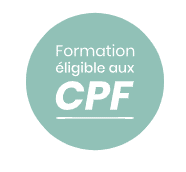 Formation
éligible aux
CPF